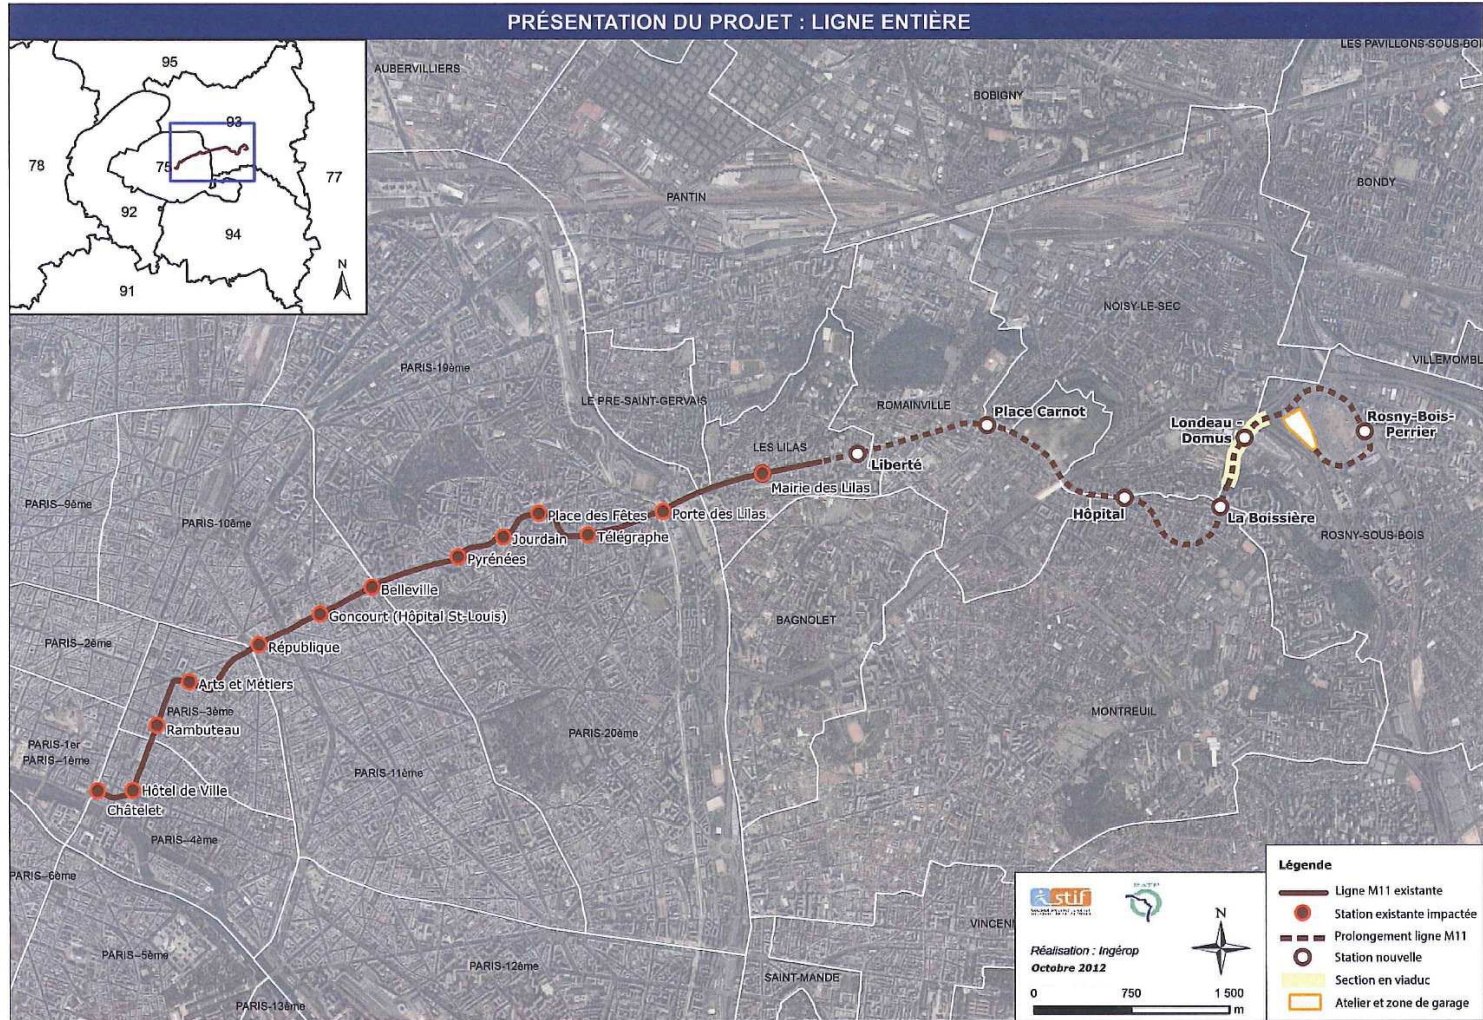 PRÉSENTATION DU PROJET : LIGNE ENTIÈRE
95
93
78
75
77
92
94
91
N
AUBERVILLIERS
BOBIGNY
LES PAVILLONS-SOUS-BOI
PANTIN
BONDY
NOISY-LE-SEC
VILLEMOMBL
PARIS-19ème
LE PRE-SAINT-GERVAIS
ROMAINVILLE
Place Carnot
Londeau -
Domus
Rosny-Bois-
Perrier
LES LILAS
Liberté
Mairie des Lilas
Hôpital
La Boissière
ROSNY-SOUS-BOIS
PARIS--9ème
PARIS-10ème
Place des Fêtes
Porte des Lilas
Jourdain
Télégraphe
Pyrénées
Belleville
Goncourt (Hôpital St-Louis)
BAGNOLET
PARIS--2ème
République
Arts et Métiers
PARIS--3ème
Rambuteau
MONTREUIL
PARIS-20ème
PARIS-1er
PARIS--1ème
PARIS-11ème
Hôtel de Ville
Châtelet
PARIS--4ème
PARIS--6ème
PARIS--5ème
PARIS-12ème
PARIS-13ème
VINCENN
SAINT-MANDE
stif
RATP
Réalisation : Ingérop
Octobre 2012
N
0 750 1 500
m
Légende
Ligne M11 existante
Station existante impactée
Prolongement ligne M11
Station nouvelle
Section en viaduc
Atelier et zone de garage